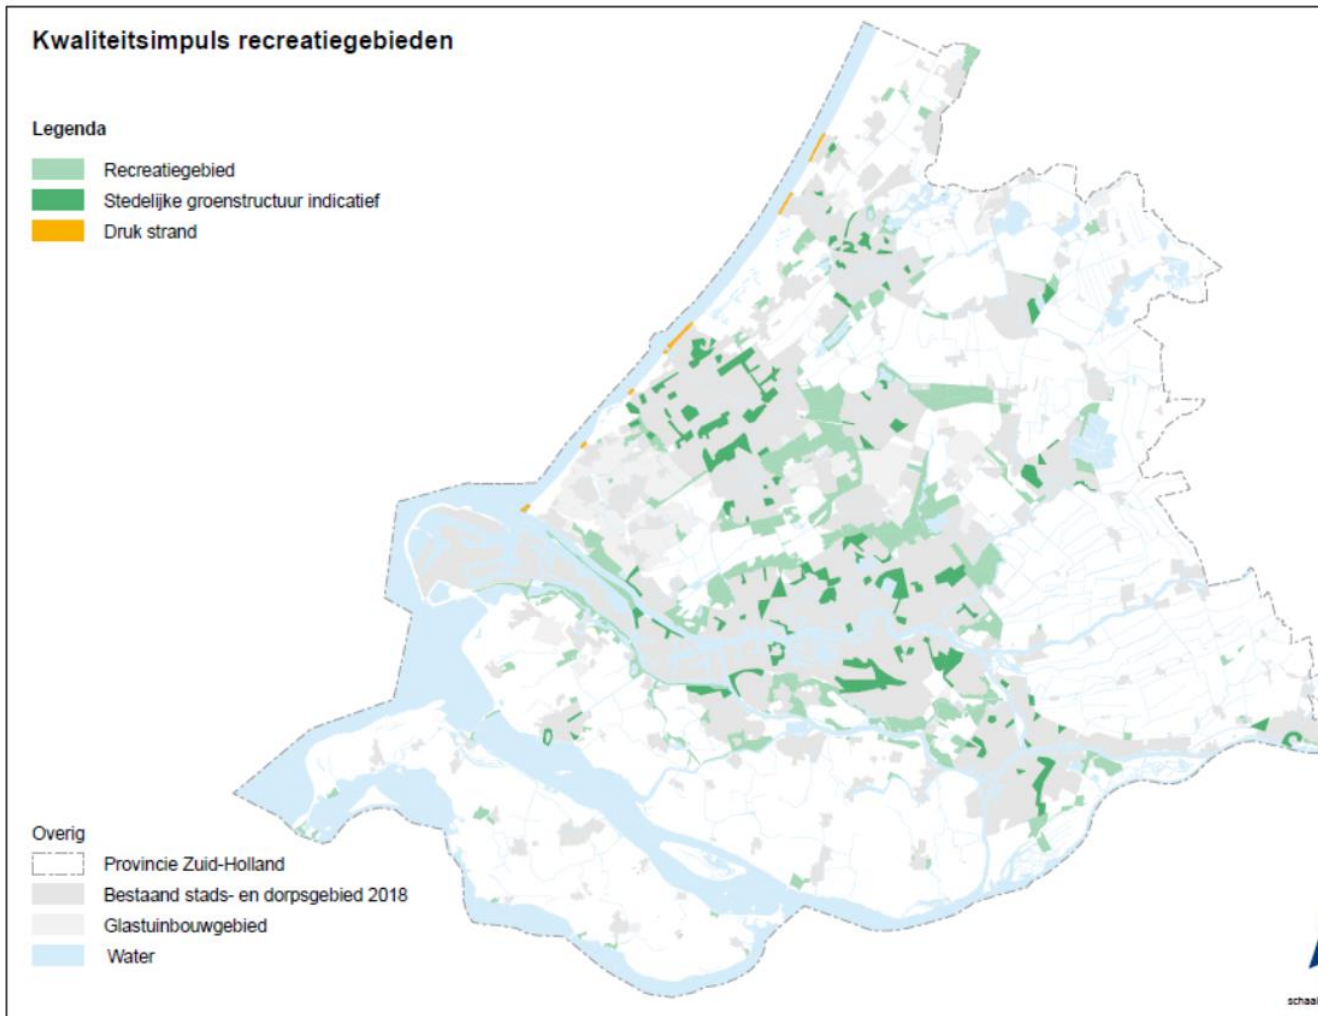 Kwaliteitsimpuls recreatiegebieden
Legenda
Recreatiegebied
Stedelijke groenstructuur indicatief
Druk strand
Overig
Provincie Zuid-Holland
Bestaand stads- en dorpsgebied 2018
Glastuinbouwgebied
Water
schaal